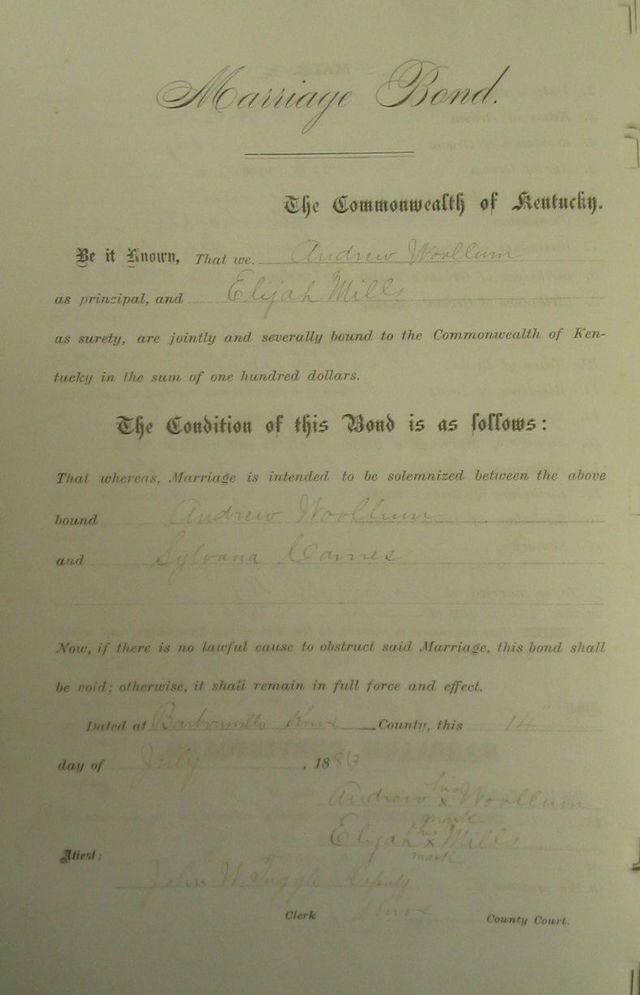 Marriage Bond.
The Commonwealth of Kentucky.
Be it Known, That we. Andrew Woollum
as principal, and Elijah Mills
as surety, are jointly and severally bound to the Commonwealth of Ken-
tucky in the sum of one hundred dollars.
The Condition of this Bond is as follows:
That whereas, Marriage is intended to be solemnized between the above
bound Andrew Woollum
and Sylvana
Now, if there is no lawful cause to obstruct said Marriage, this bond shall
be void; otherwise, it shall remain in full force and effect.
Dated at Knox County, this 14"
day of July , 188
his
Andrew x Woollum
mark
his
Elijah x Mills
mark
Attest:
John W. Tuggle Deputy
Clerk Knox County Court.